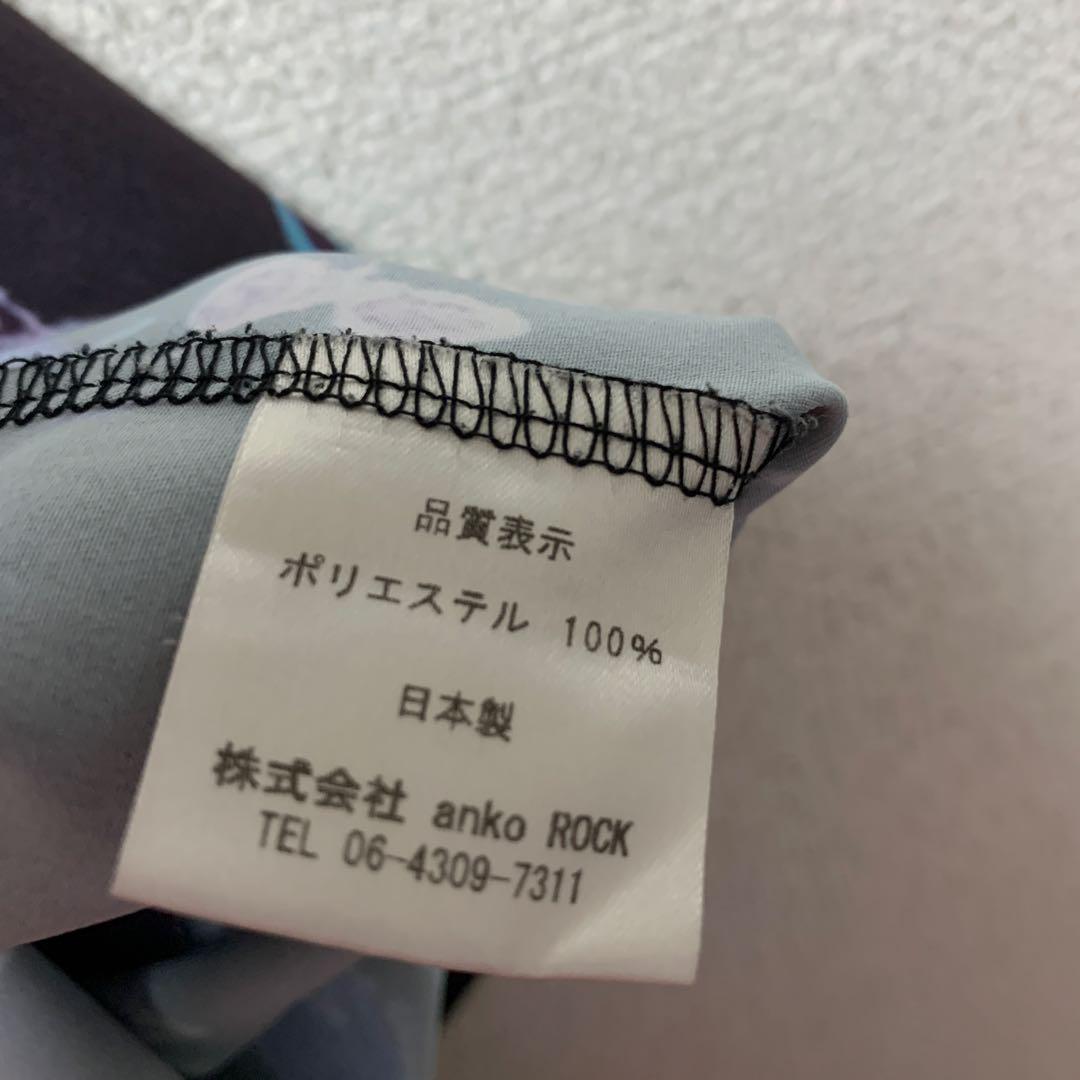 品質表示
ポリエステル 100%
日本製
株式会社 anko ROCK
TEL 06-4309-7311